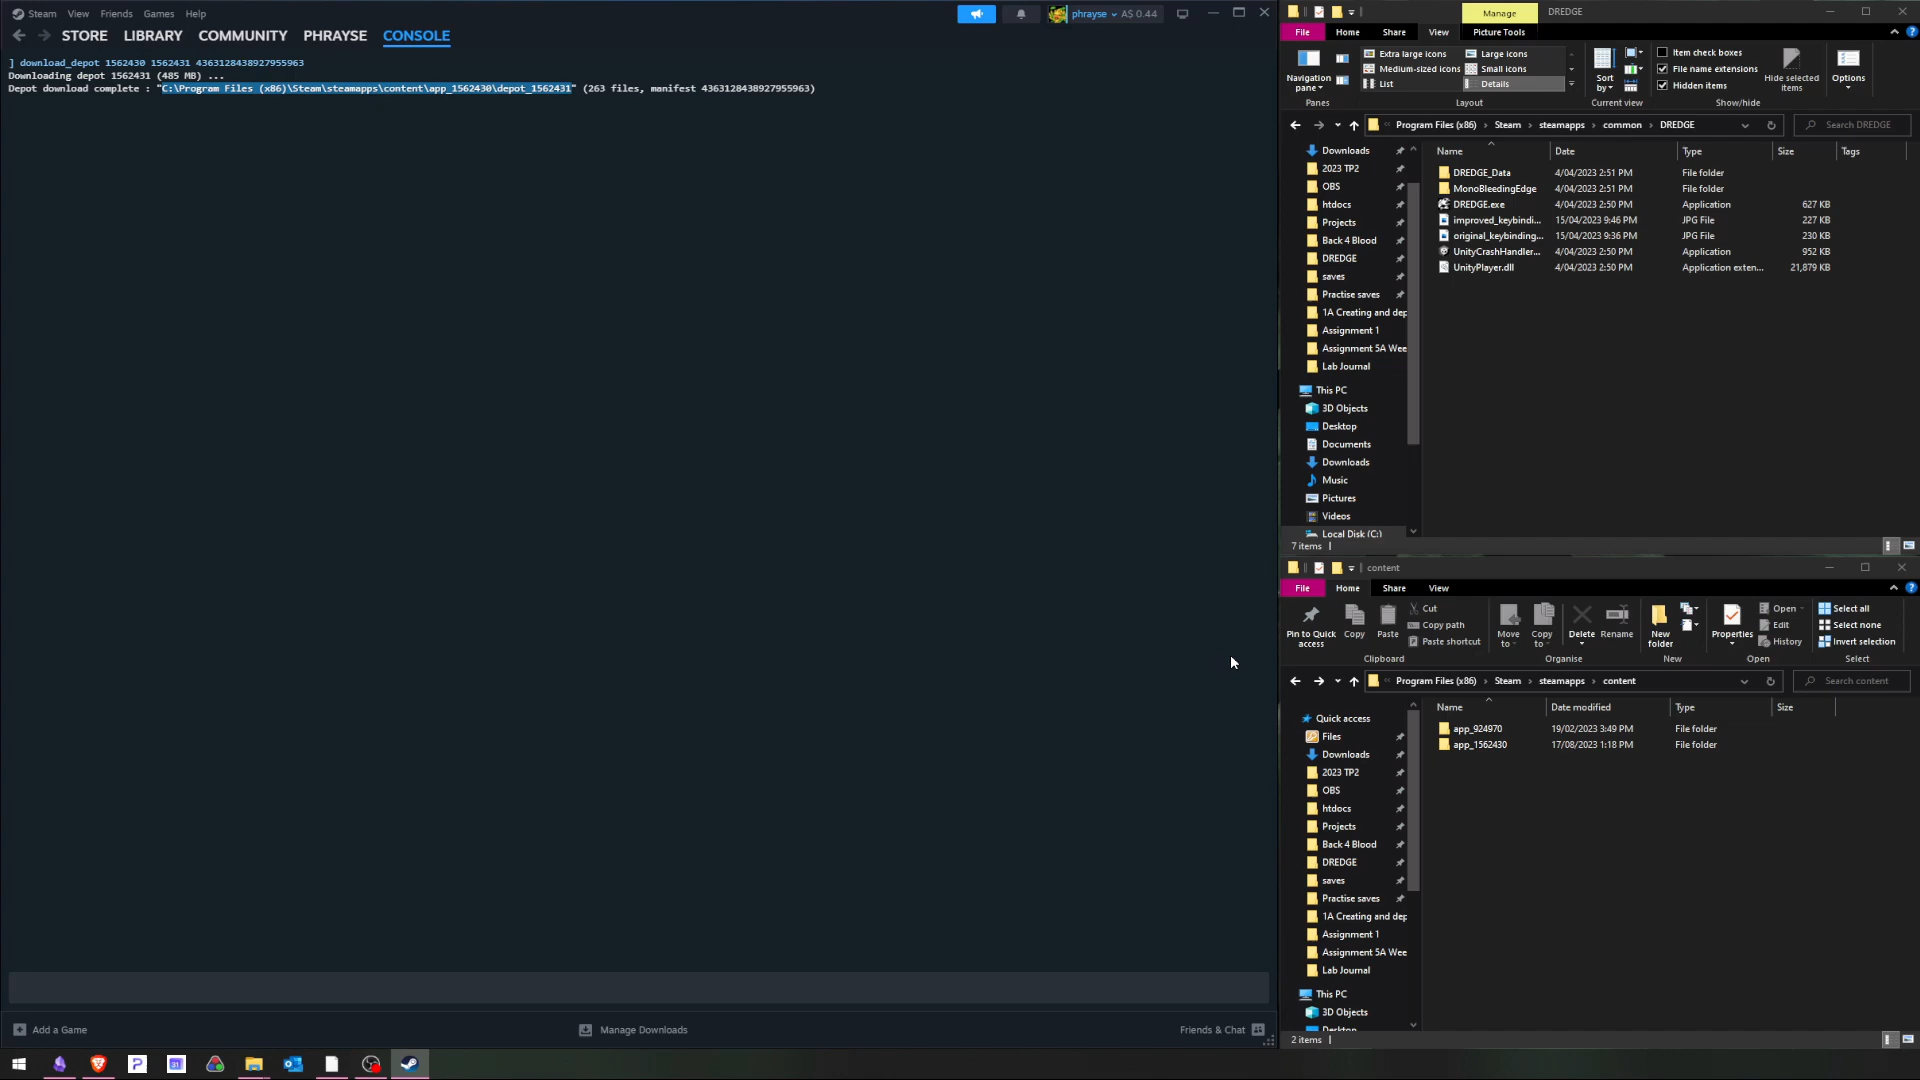 Steam View Friends Games Help
phrayse A$ 0.44
STORE LIBRARY COMMUNITY PHRAYSE CONSOLE
] download_depot 1562430 1562431 4363128438927955963
Downloading depot 1562431 (485 MB) ...
Depot download complete : "C:\Program Files (x86)\Steam\steamapps\content\app_1562430\depot_1562431" (263 files, manifest 4363128438927955963)
Add a Game
Manage Downloads
Friends & Chat
Manage DREDGE
File Home Share View Picture Tools
Navigation pane
Panes
Extra large icons
Large icons
Medium-sized icons
Small icons
List
Details
Layout
Sort by
Current view
Item check boxes
File name extensions
Hidden items
Hide selected items
Show/hide
Options
Program Files (x86) Steam steamapps common DREDGE
Search DREDGE
Downloads
2023 TP2
OBS
htdocs
Projects
Back 4 Blood
DREDGE
saves
Practise saves
1A Creating and dep
Assignment 1
Assignment 5A Wee
Lab Journal
This PC
3D Objects
Desktop
Documents
Downloads
Music
Pictures
Videos
Local Disk (C:)
Name Date Type Size Tags
DREDGE_Data 4/04/2023 2:51 PM File folder
MonoBleedingEdge 4/04/2023 2:51 PM File folder
DREDGE.exe 4/04/2023 2:50 PM Application 627 KB
improved_keybindi... 15/04/2023 9:46 PM JPG File 227 KB
original_keybinding... 15/04/2023 9:36 PM JPG File 230 KB
UnityCrashHandler... 4/04/2023 2:50 PM Application 952 KB
UnityPlayer.dll 4/04/2023 2:50 PM Application exten... 21,879 KB
7 items
content
File Home Share View
Pin to Quick access
Copy
Paste
Cut
Copy path
Paste shortcut
Clipboard
Move to
Copy to
Delete
Rename
Organise
New folder
New
Properties
Open
Edit
History
Open
Select all
Select none
Invert selection
Select
Program Files (x86) Steam steamapps content
Search content
Quick access
Files
Downloads
2023 TP2
OBS
htdocs
Projects
Back 4 Blood
DREDGE
saves
Practise saves
1A Creating and dep
Assignment 1
Assignment 5A Wee
Lab Journal
This PC
3D Objects
Desktop
Name Date modified Type Size
app_924970 19/02/2023 3:49 PM File folder
app_1562430 17/08/2023 1:18 PM File folder
2 items